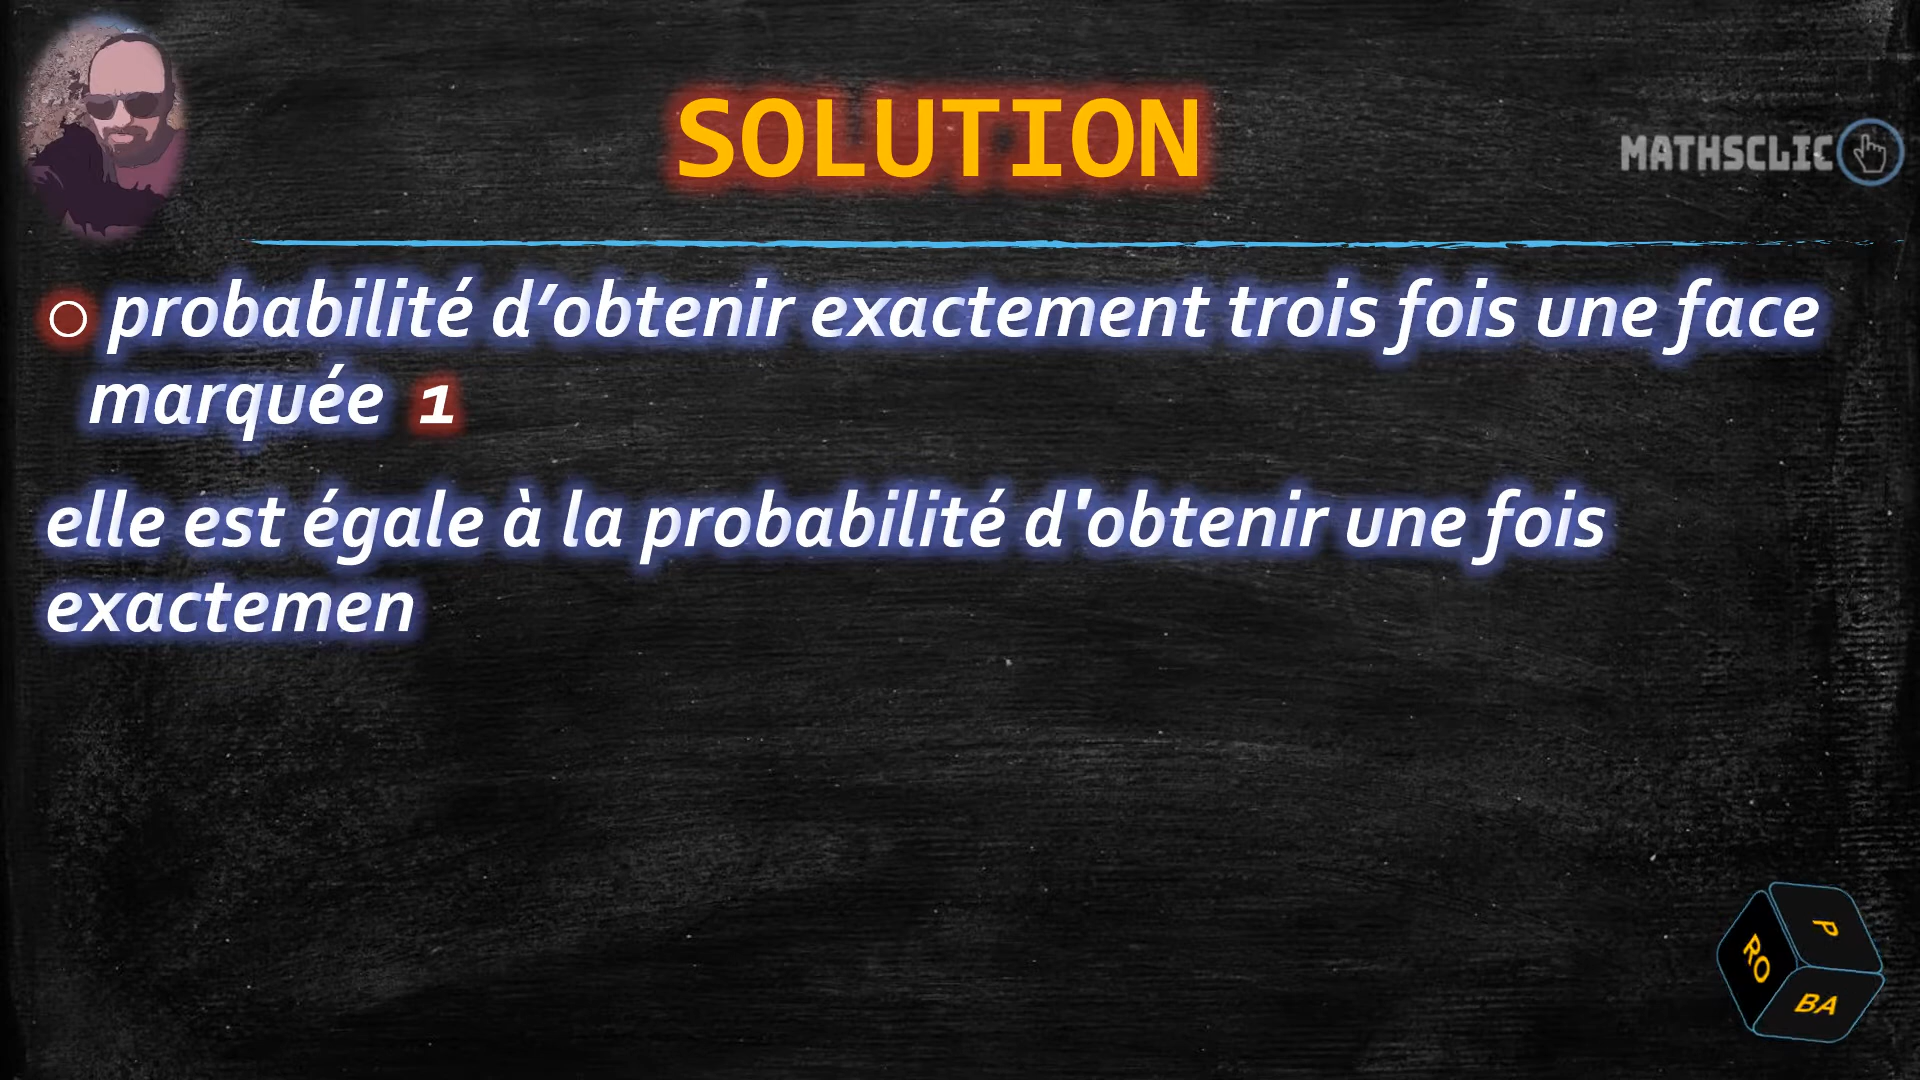 SOLUTION
MATHSCLIC
o probabilité d’obtenir exactement trois fois une face
marquée 1
elle est égale à la probabilité d'obtenir une fois
exactemen
P
RO
BA